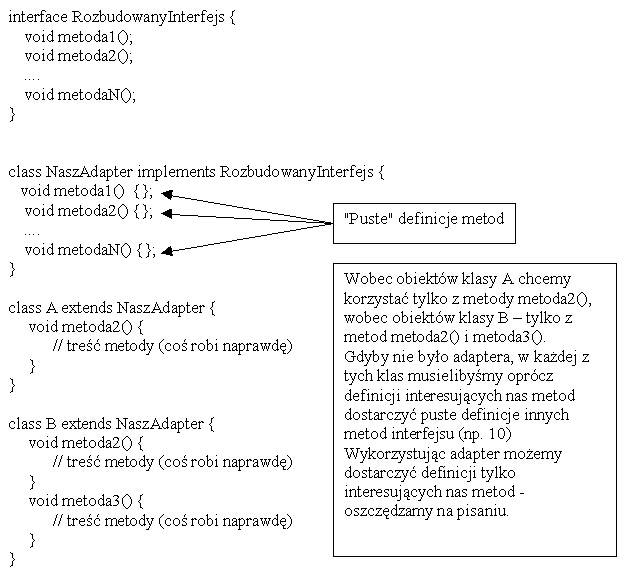 interface RozbudowanyInterfejs {
void metoda1();
void metoda2();
....
void metodaN();
}
class NaszAdapter implements RozbudowanyInterfejs {
void metoda1() {};
void metoda2() {};
....
void metodaN() {};
}
"Puste" definicje metod
class A extends NaszAdapter {
void metoda2() {
// treść metody (coś robi naprawdę)
}
}
class B extends NaszAdapter {
void metoda2() {
// treść metody (coś robi naprawdę)
}
void metoda3() {
// treść metody (coś robi naprawdę)
}
}
Wobec obiektów klasy A chcemy
korzystać tylko z metody metoda2(),
wobec obiektów klasy B – tylko z
metod metoda2() i metoda3().
Gdyby nie było adaptera, w każdej z
tych klas musielibyśmy oprócz
definicji interesujących nas metod
dostarczyć puste definicje innych
metod interfejsu (np. 10)
Wykorzystując adapter możemy
dostarczyć definicji tylko
interesujących nas metod -
oszczędzamy na pisaniu.